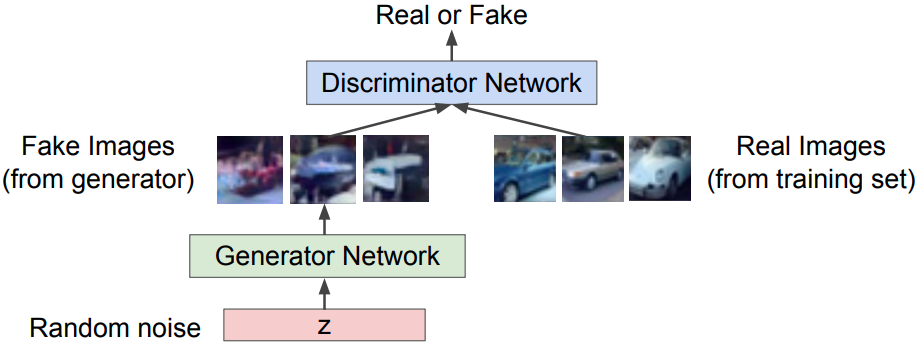 Real or Fake
Discriminator Network
Fake Images
(from generator)
Real Images
(from training set)
Generator Network
Random noise
z